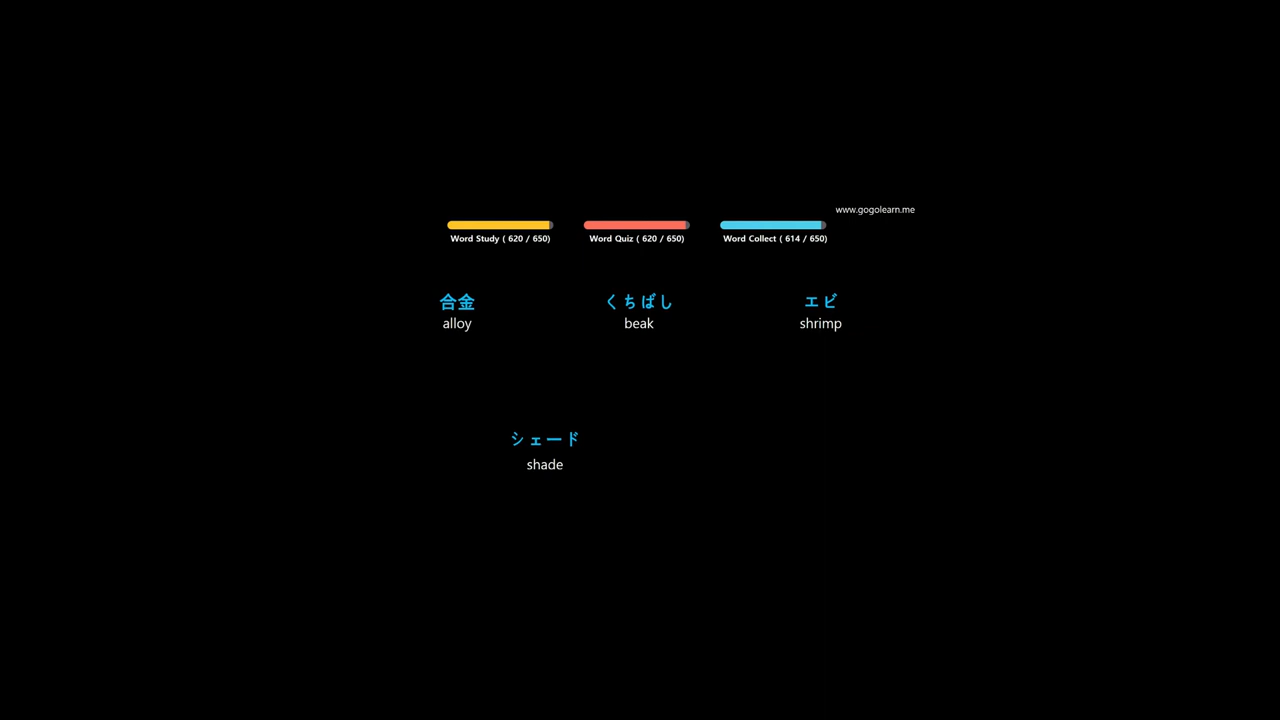 www.gogolearn.me
Word Study ( 620 / 650)
Word Quiz ( 620 / 650)
Word Collect ( 614 / 650)
合金
alloy
くちばし
beak
エビ
shrimp
シェード
shade